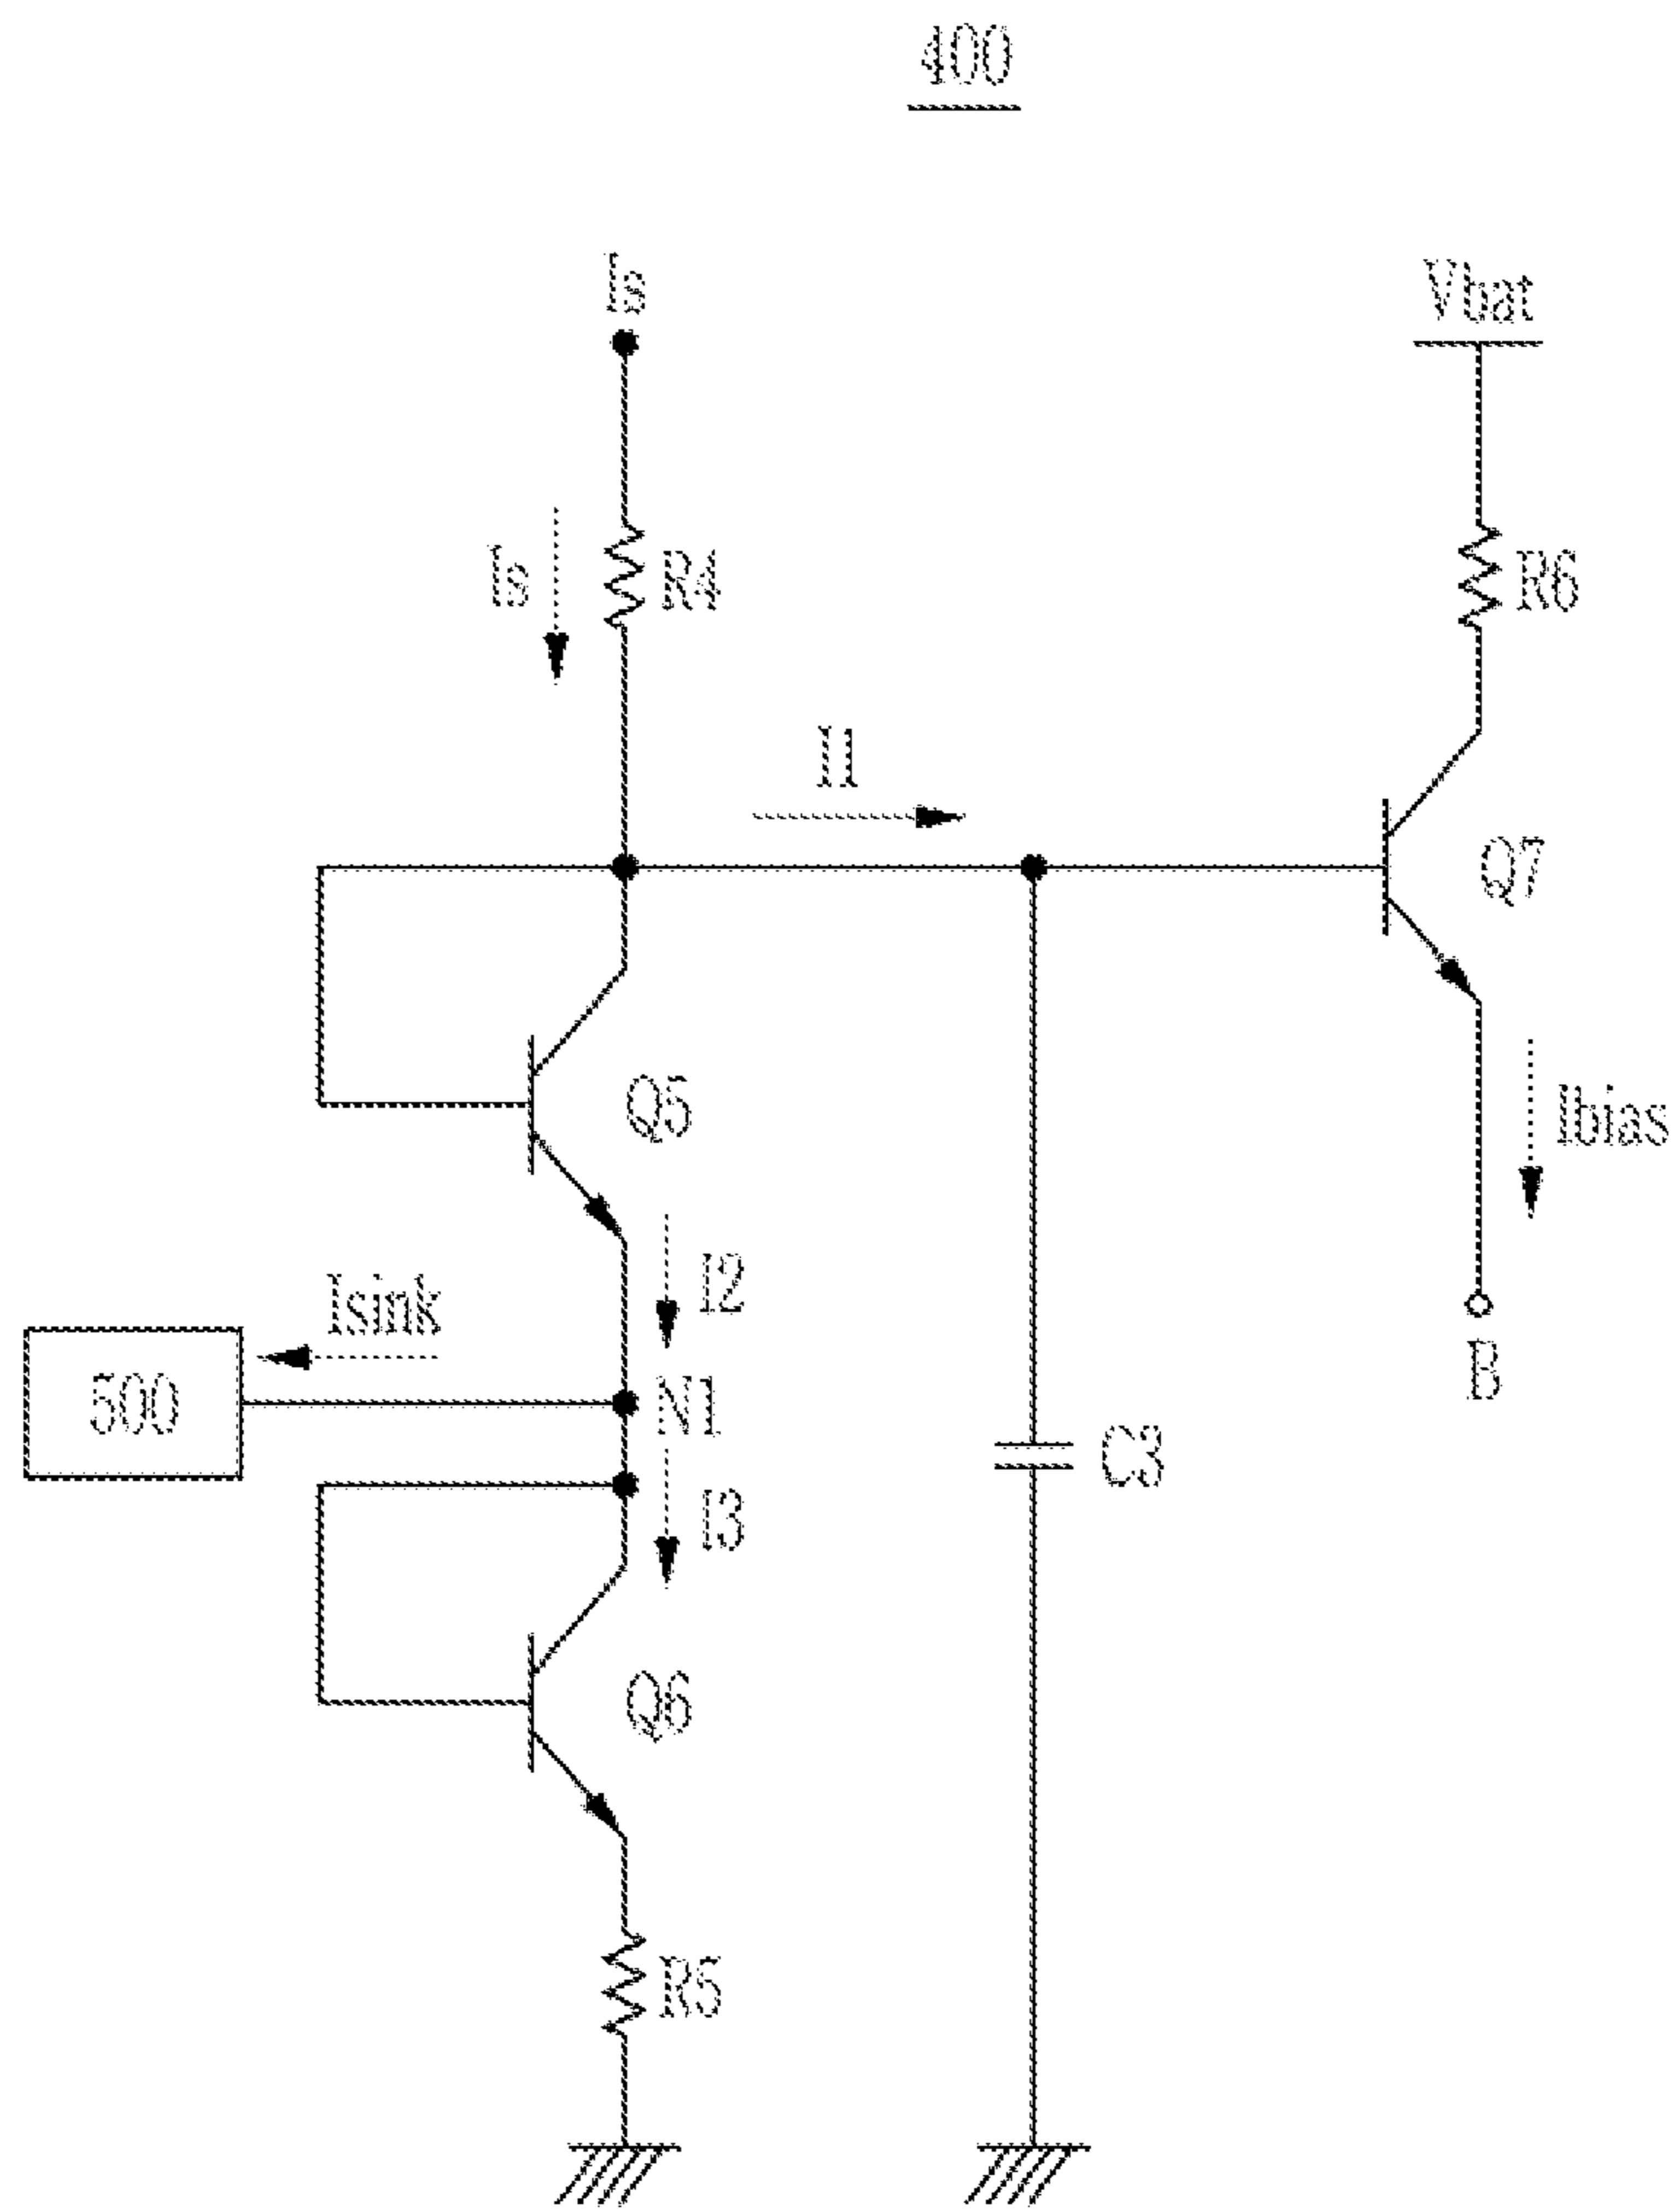 400
Is
Vbat
Is
R4
R6
I1
Q7
Q5
Ibias
I2
Isink
500
N1
B
C3
I3
Q6
R5